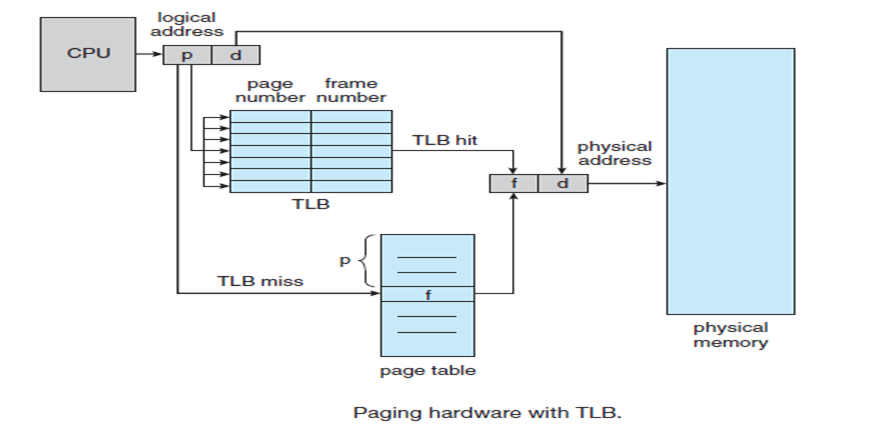 logical
address
CPU
p
d
page
number
frame
number
TLB hit
physical
address
f
d
TLB
p
TLB miss
f
page table
physical
memory
Paging hardware with TLB.